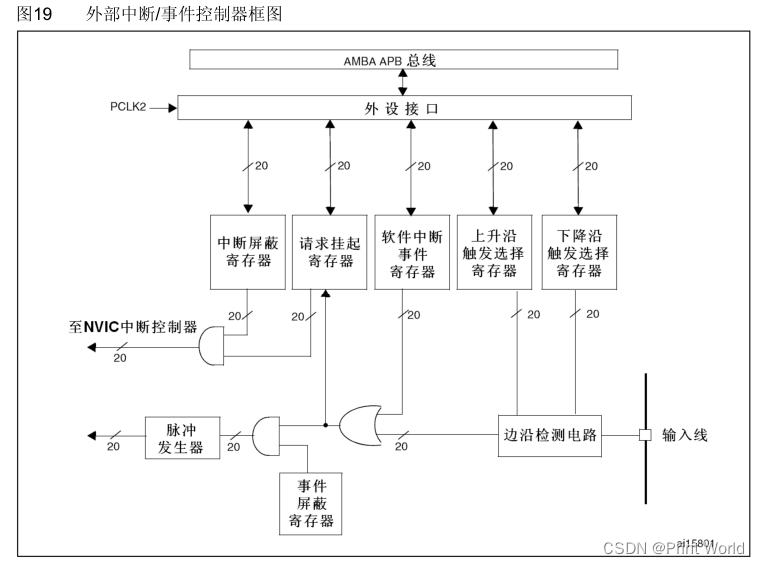 图19 外部中断/事件控制器框图
AMBA APB 总线
PCLK2
外设接口
20 20 20 20 20
中断屏蔽
寄存器
请求挂起
寄存器
软件中断
事件
寄存器
上升沿
触发选择
寄存器
下降沿
触发选择
寄存器
20 20 20 20 20
至NVIC中断控制器
20
脉冲
发生器
边沿检测电路
输入线
20 20 20
事件
屏蔽
寄存器
ai15801
CSDN @Print World